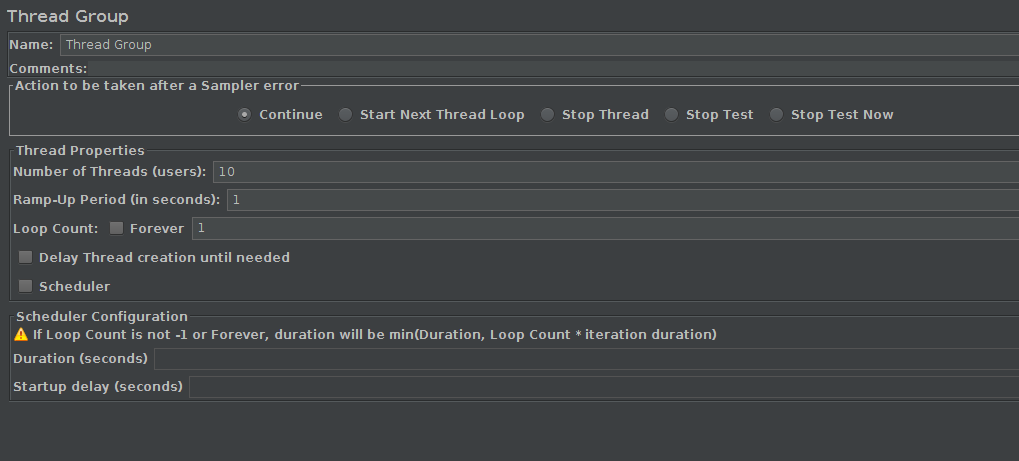 Thread Group
Name: Thread Group
Comments:
Action to be taken after a Sampler error
Continue Start Next Thread Loop Stop Thread Stop Test Stop Test Now
Thread Properties
Number of Threads (users): 10
Ramp-Up Period (in seconds): 1
Loop Count: Forever 1
Delay Thread creation until needed
Scheduler
Scheduler Configuration
If Loop Count is not -1 or Forever, duration will be min(Duration, Loop Count * iteration duration)
Duration (seconds)
Startup delay (seconds)